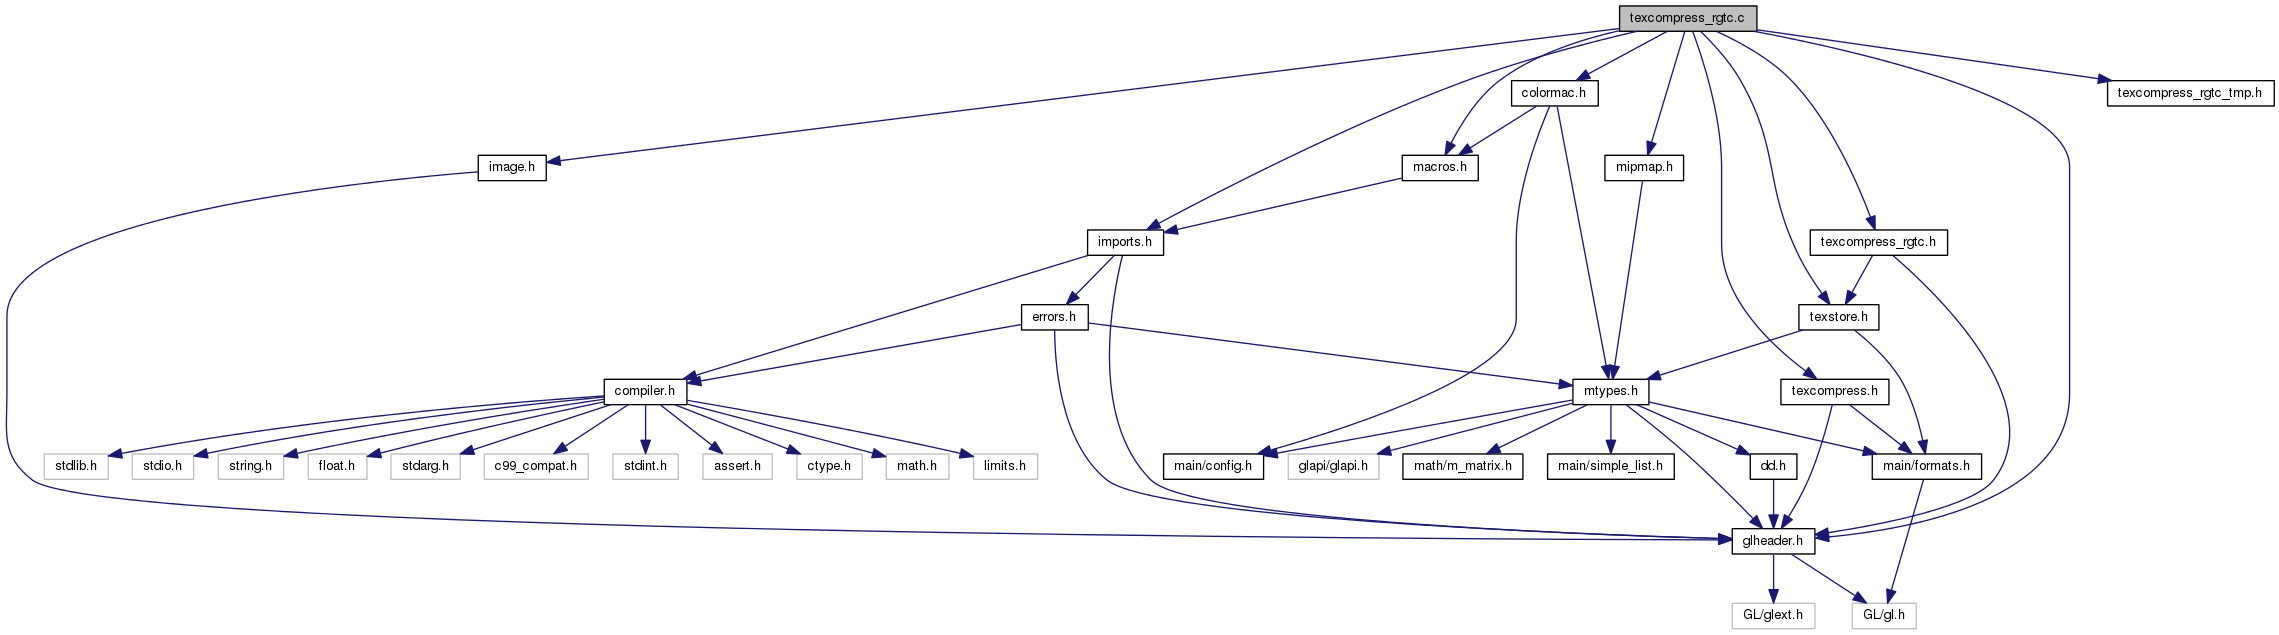 texcompress_rgtc.c
colormac.h
texcompress_rgtc_tmp.h
image.h
macros.h
mipmap.h
imports.h
texcompress_rgtc.h
errors.h
texstore.h
compiler.h
mtypes.h
texcompress.h
stdlib.h
stdio.h
string.h
float.h
stdarg.h
c99_compat.h
stdint.h
assert.h
ctype.h
math.h
limits.h
main/config.h
glapi/glapi.h
math/m_matrix.h
main/simple_list.h
dd.h
main/formats.h
glheader.h
GL/glext.h
GL/gl.h